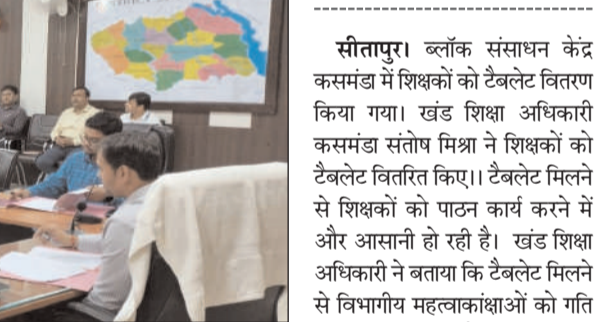 सीतापुर। ब्लॉक संसाधन केंद्र
कसमंडा में शिक्षकों को टैबलेट वितरण
किया गया। खंड शिक्षा अधिकारी
कसमंडा संतोष मिश्रा ने शिक्षकों को
टैबलेट वितरित किए।। टैबलेट मिलने
से शिक्षकों को पाठन कार्य करने में
और आसानी हो रही है। खंड शिक्षा
अधिकारी ने बताया कि टैबलेट मिलने
से विभागीय महत्वाकांक्षाओं को गति